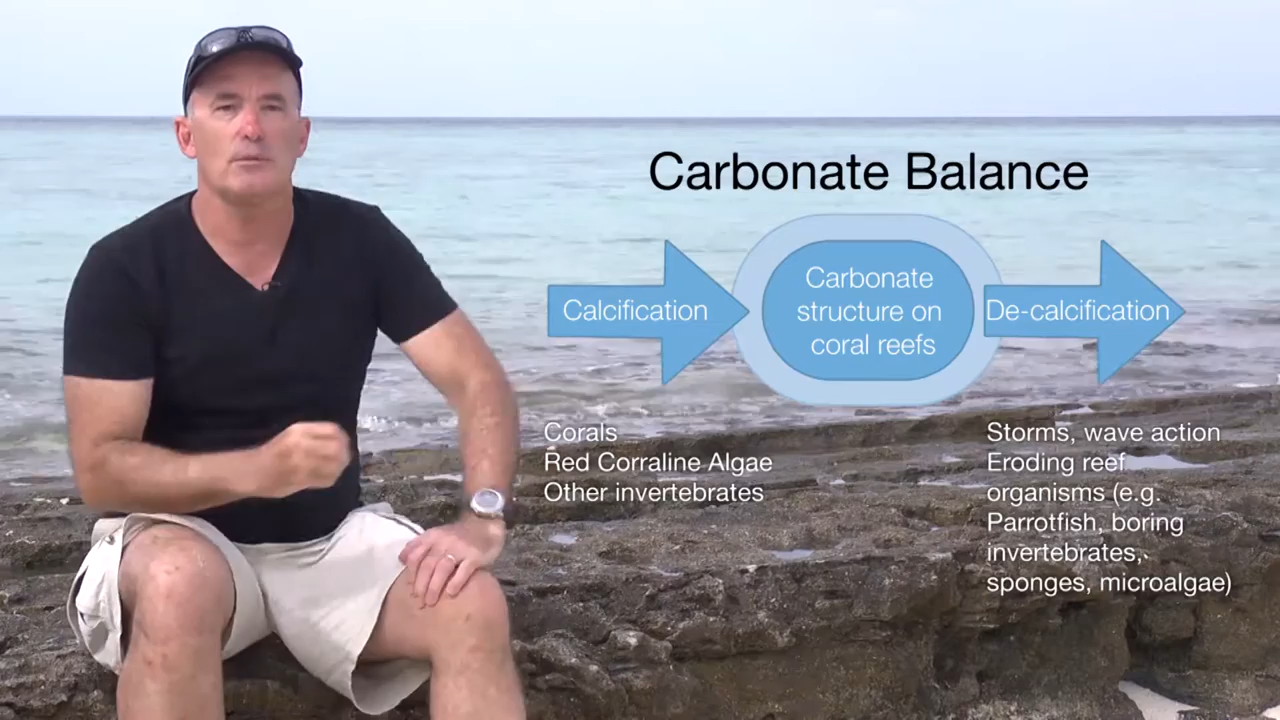 Carbonate Balance
Calcification
Carbonate
structure on
coral reefs
De-calcification
Corals
Red Corraline Algae
Other invertebrates
Storms, wave action
Eroding reef
organisms (e.g.
Parrotfish, boring
invertebrates,
sponges, microalgae)